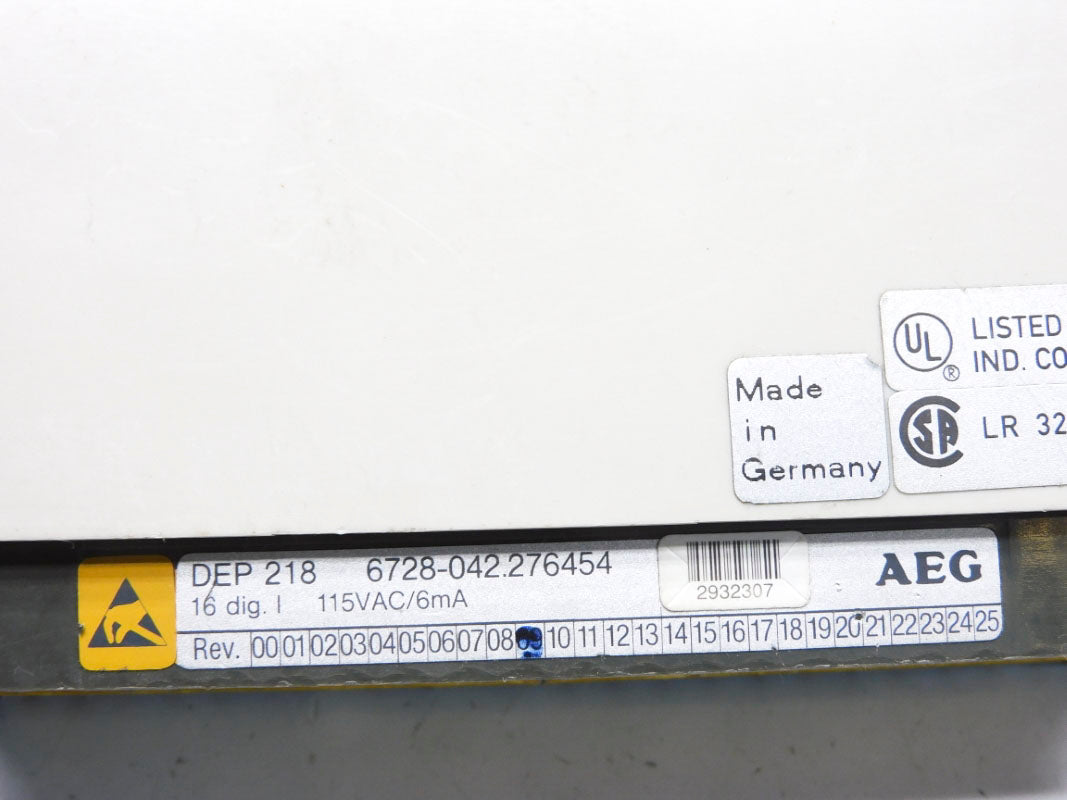 UL
®
LISTED
IND. CO
Made
in
Germany
LR 32
DEP 218 6728-042.276454
16 dig. I 115VAC/6mA
2932307
AEG
Rev. 00 01 02 03 04 05 06 07 08 10 11 12 13 14 15 16 17 18 19 20 21 22 23 24 25